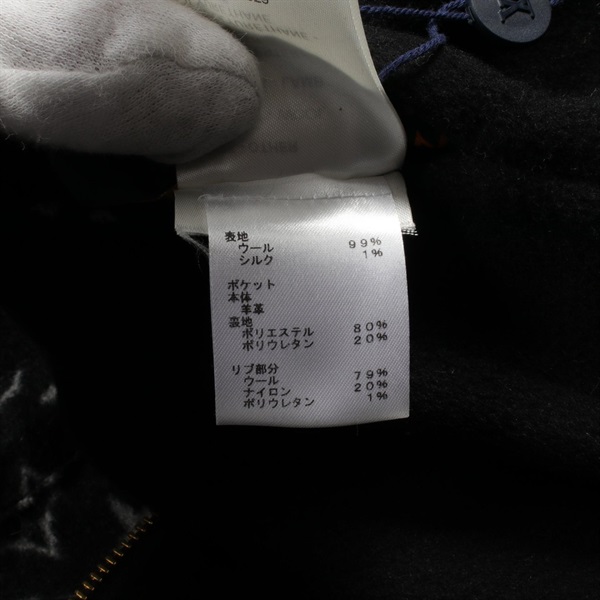 表地
ウール 99%
シルク 1%
ポケット
本体
羊革
裏地
ポリエステル 80%
ポリウレタン 20%
リブ部分
ウール 79%
ナイロン 20%
ポリウレタン 1%